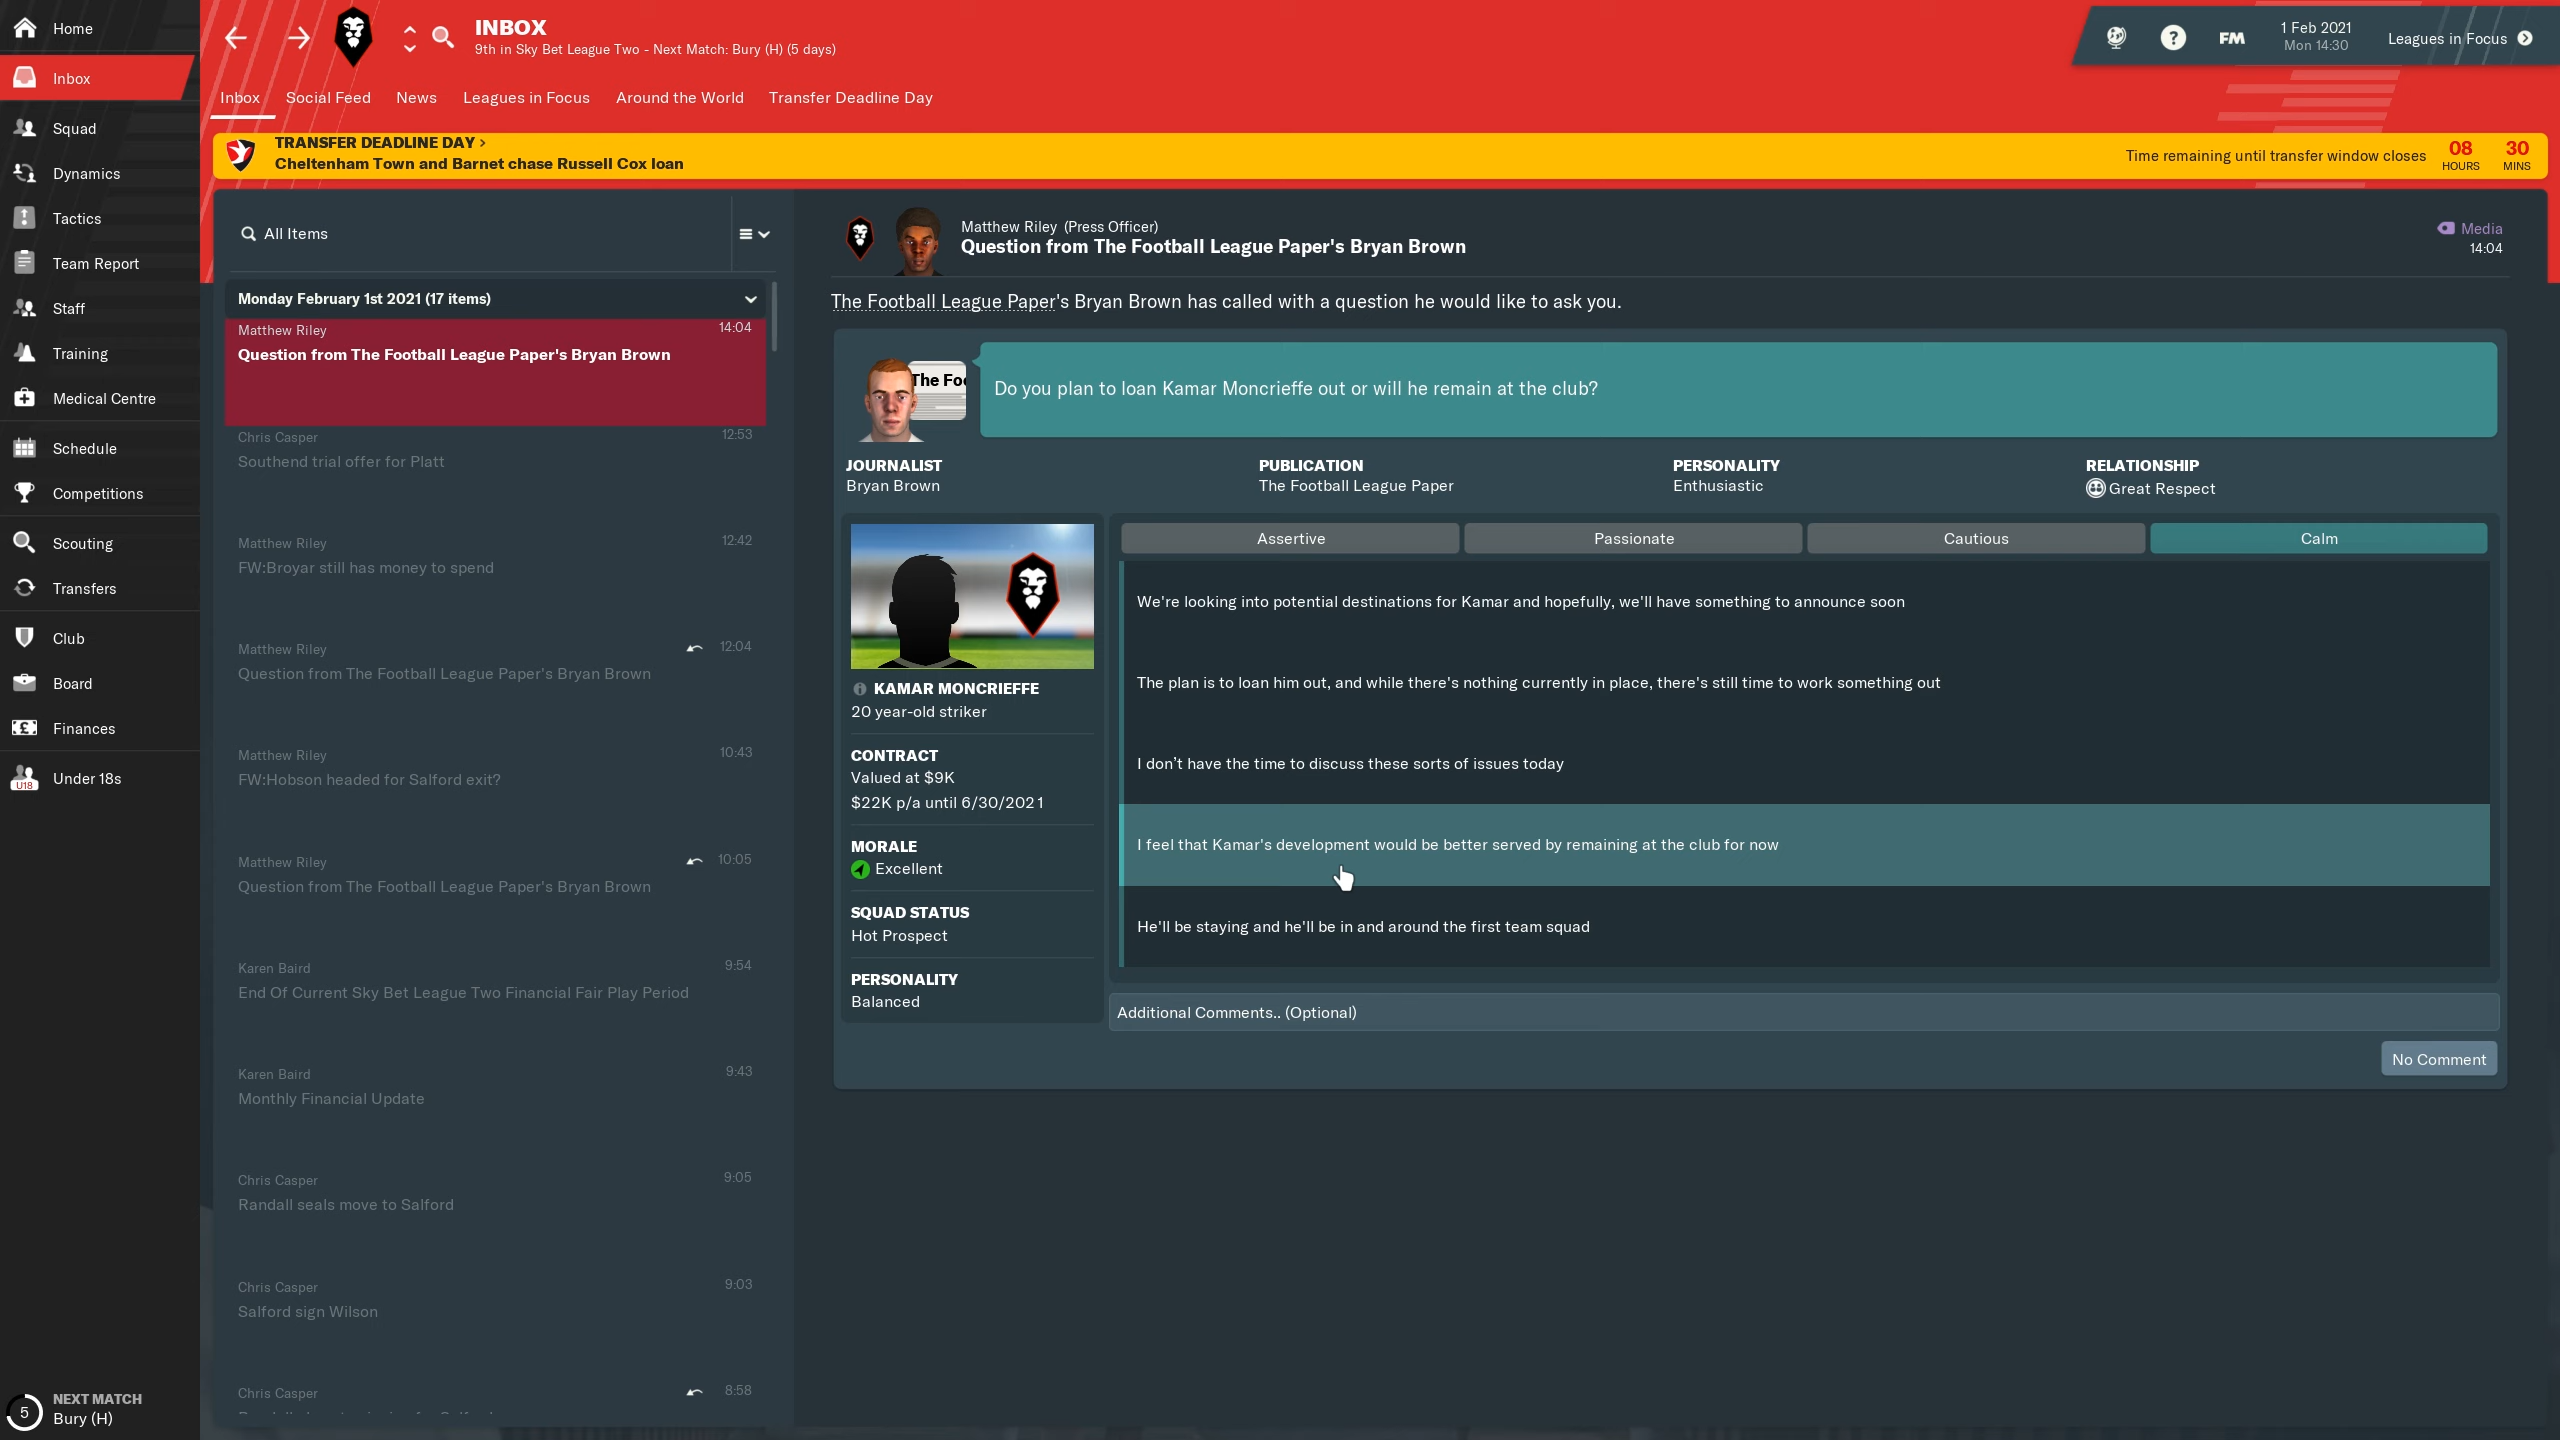 Home
Inbox
Squad
Dynamics
Tactics
Team Report
Staff
Training
Medical Centre
Schedule
Competitions
Scouting
Transfers
Club
Board
Finances
U18
Under 18s
5
NEXT MATCH
Bury (H)
INBOX
9th in Sky Bet League Two - Next Match: Bury (H) (5 days)
?
FM
1 Feb 2021
Mon 14:30
Leagues in Focus
Inbox
Social Feed
News
Leagues in Focus
Around the World
Transfer Deadline Day
TRANSFER DEADLINE DAY >
Cheltenham Town and Barnet chase Russell Cox loan
Time remaining until transfer window closes
08
HOURS
30
MINS
All Items
Monday February 1st 2021 (17 items)
Matthew Riley 14:04
Question from The Football League Paper's Bryan Brown
Chris Casper 12:53
Southend trial offer for Platt
Matthew Riley 12:42
FW:Broyar still has money to spend
Matthew Riley 12:04
Question from The Football League Paper's Bryan Brown
Matthew Riley 10:43
FW:Hobson headed for Salford exit?
Matthew Riley 10:05
Question from The Football League Paper's Bryan Brown
Karen Baird 9:54
End Of Current Sky Bet League Two Financial Fair Play Period
Karen Baird 9:43
Monthly Financial Update
Chris Casper 9:05
Randall seals move to Salford
Chris Casper 9:03
Salford sign Wilson
Chris Casper 8:58
Matthew Riley (Press Officer)
Question from The Football League Paper's Bryan Brown
Media
14:04
The Football League Paper's Bryan Brown has called with a question he would like to ask you.
The Foo
Do you plan to loan Kamar Moncrieffe out or will he remain at the club?
JOURNALIST
Bryan Brown
PUBLICATION
The Football League Paper
PERSONALITY
Enthusiastic
RELATIONSHIP
Great Respect
KAMAR MONCRIEFFE
20 year-old striker
CONTRACT
Valued at $9K
$22K p/a until 6/30/2021
MORALE
Excellent
SQUAD STATUS
Hot Prospect
PERSONALITY
Balanced
Assertive
Passionate
Cautious
Calm
We're looking into potential destinations for Kamar and hopefully, we'll have something to announce soon
The plan is to loan him out, and while there's nothing currently in place, there's still time to work something out
I don't have the time to discuss these sorts of issues today
I feel that Kamar's development would be better served by remaining at the club for now
He'll be staying and he'll be in and around the first team squad
Additional Comments.. (Optional)
No Comment